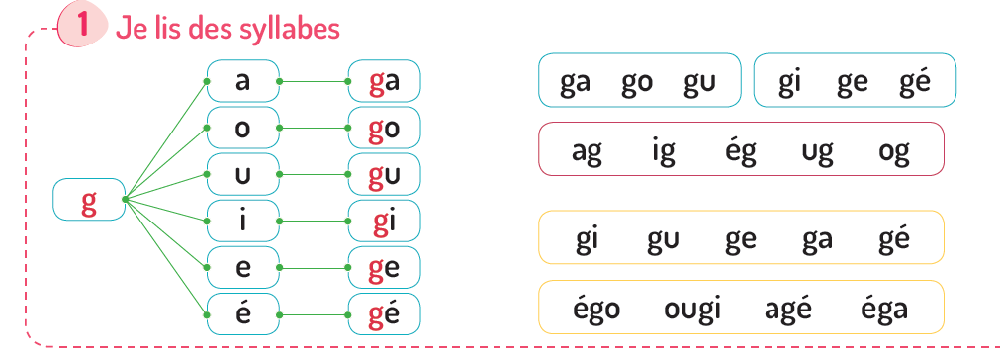 1 Je lis des syllabes
a ga
o go
g u gu
i gi
e ge
é gé
ga go gu gi ge gé
ag ig ég ug og
gi gu ge ga gé
égo ougi agé éga